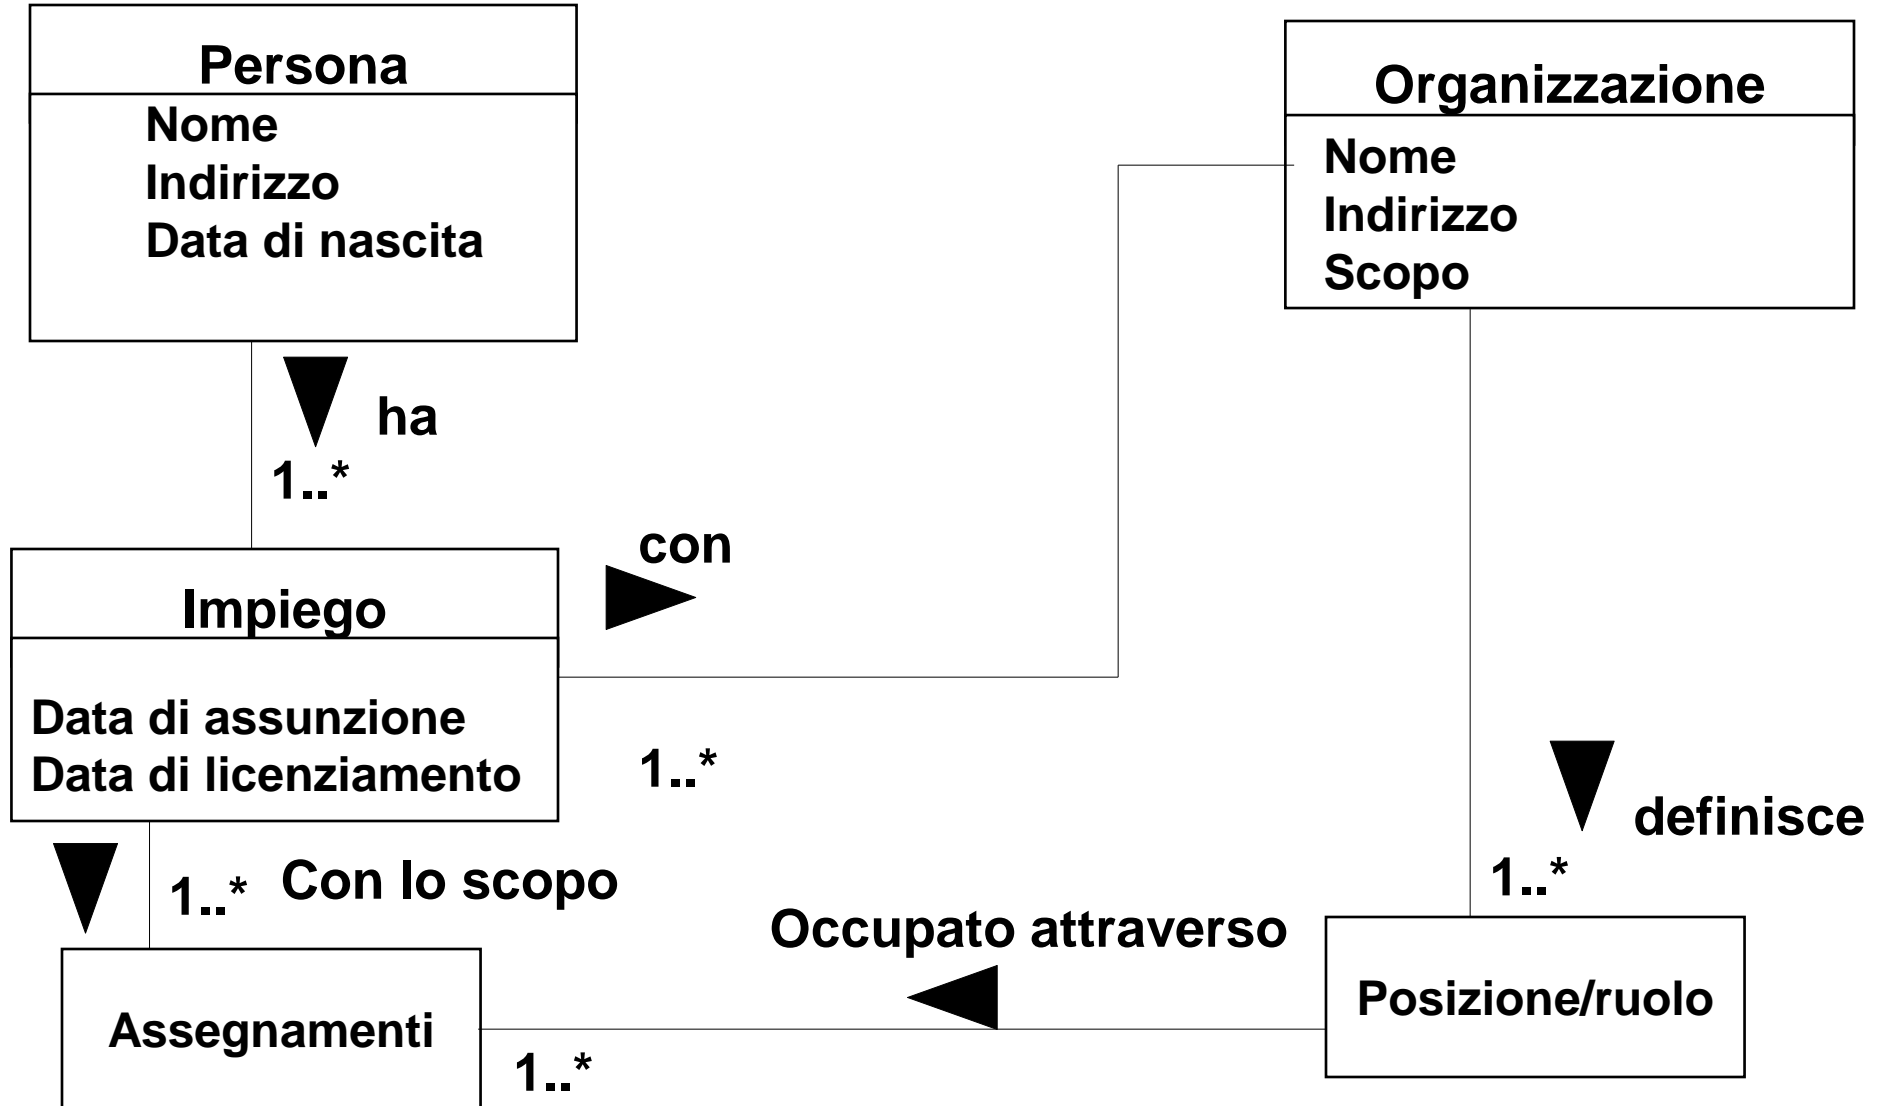 Persona
Nome
Indirizzo
Data di nascita
Organizzazione
Nome
Indirizzo
Scopo
ha
1..*
con
Impiego
Data di assunzione
Data di licenziamento
1..*
definisce
1..*
1..*
Con lo scopo
Occupato attraverso
Posizione/ruolo
Assegnamenti
1..*